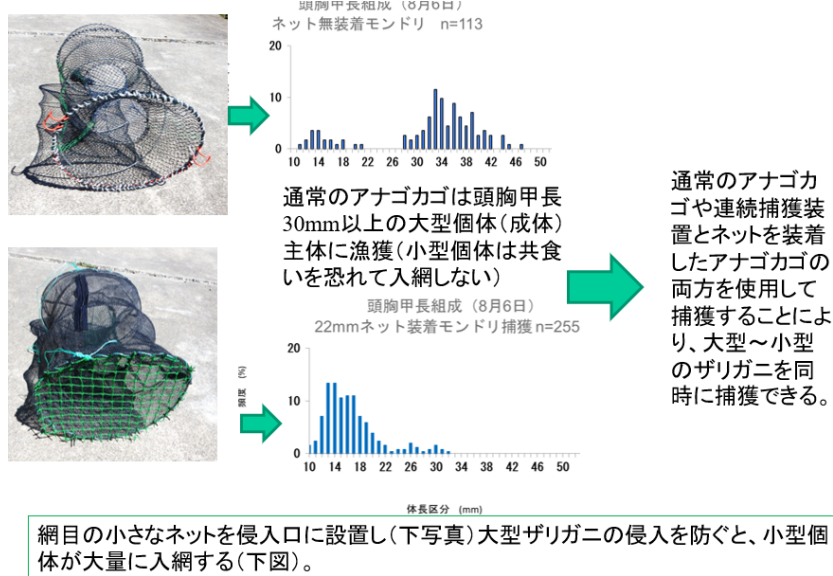 頭胸甲長組成（8月6日）
ネット無装着モンドリ n=113
20
10
0
10 14 18 22 26 30 34 38 42 46 50
通常のアナゴカゴは頭胸甲長
30mm以上の大型個体（成体）
主体に漁獲（小型個体は共食
いを恐れて入網しない）
頭胸甲長組成（8月6日）
22mmネット装着モンドリ捕獲 n=255
20
10
0
頻度 (%)
10 14 18 22 26 30 34 38 42 46 50
体長区分 (mm)
通常のアナゴカ
ゴや連続捕獲装
置とネットを装着
したアナゴカゴの
両方を使用して
捕獲することによ
り、大型～小型
のザリガニを同
時に捕獲できる。
網目の小さなネットを侵入口に設置し（下写真）大型ザリガニの侵入を防ぐと、小型個
体が大量に入網する（下図）。